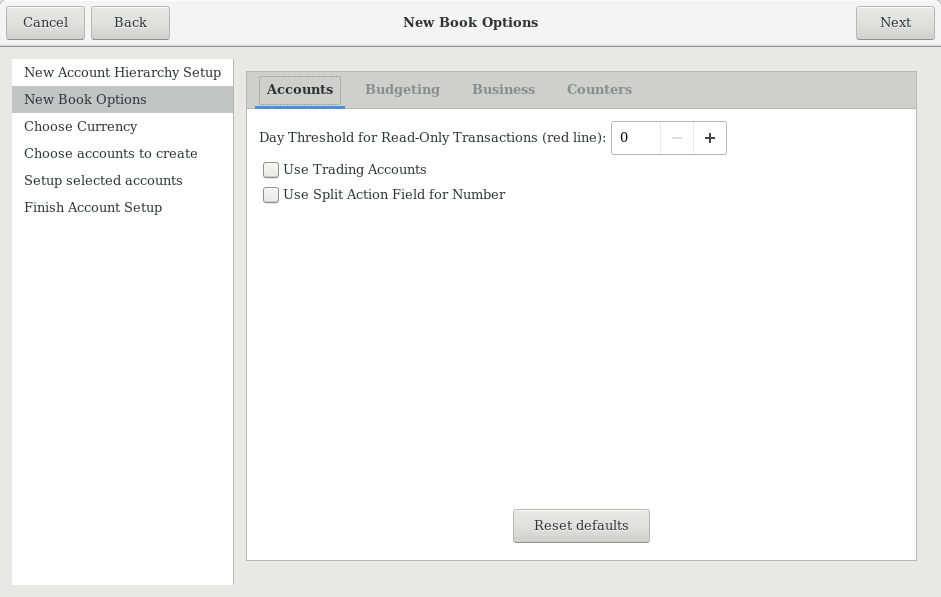 Cancel
Back
New Book Options
Next
New Account Hierarchy Setup
New Book Options
Choose Currency
Choose accounts to create
Setup selected accounts
Finish Account Setup
Accounts
Budgeting
Business
Counters
Day Threshold for Read-Only Transactions (red line): 0 − +
Use Trading Accounts
Use Split Action Field for Number
Reset defaults